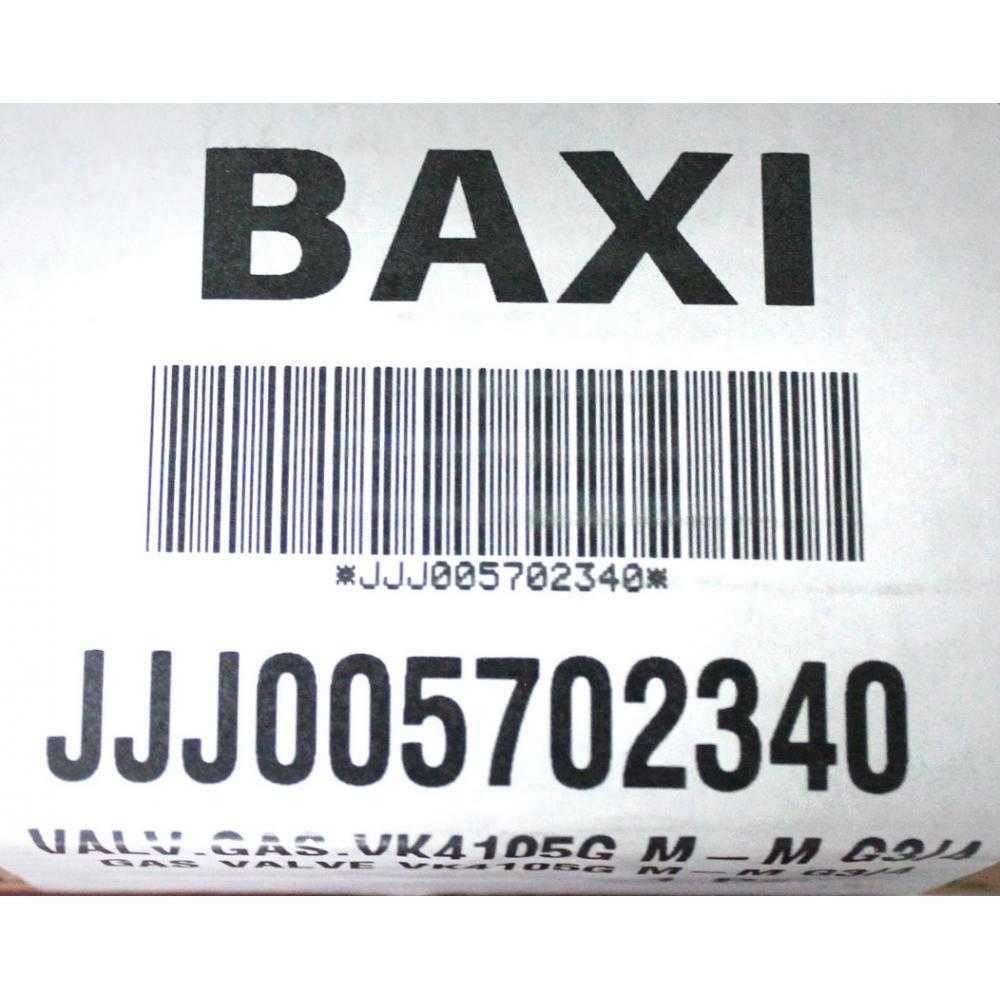 BAXI
*JJJ005702340*
JJJ005702340
VALV.GAS.VK4105G M–M G3/4
GAS VALVE VK4105G M–M G3/4